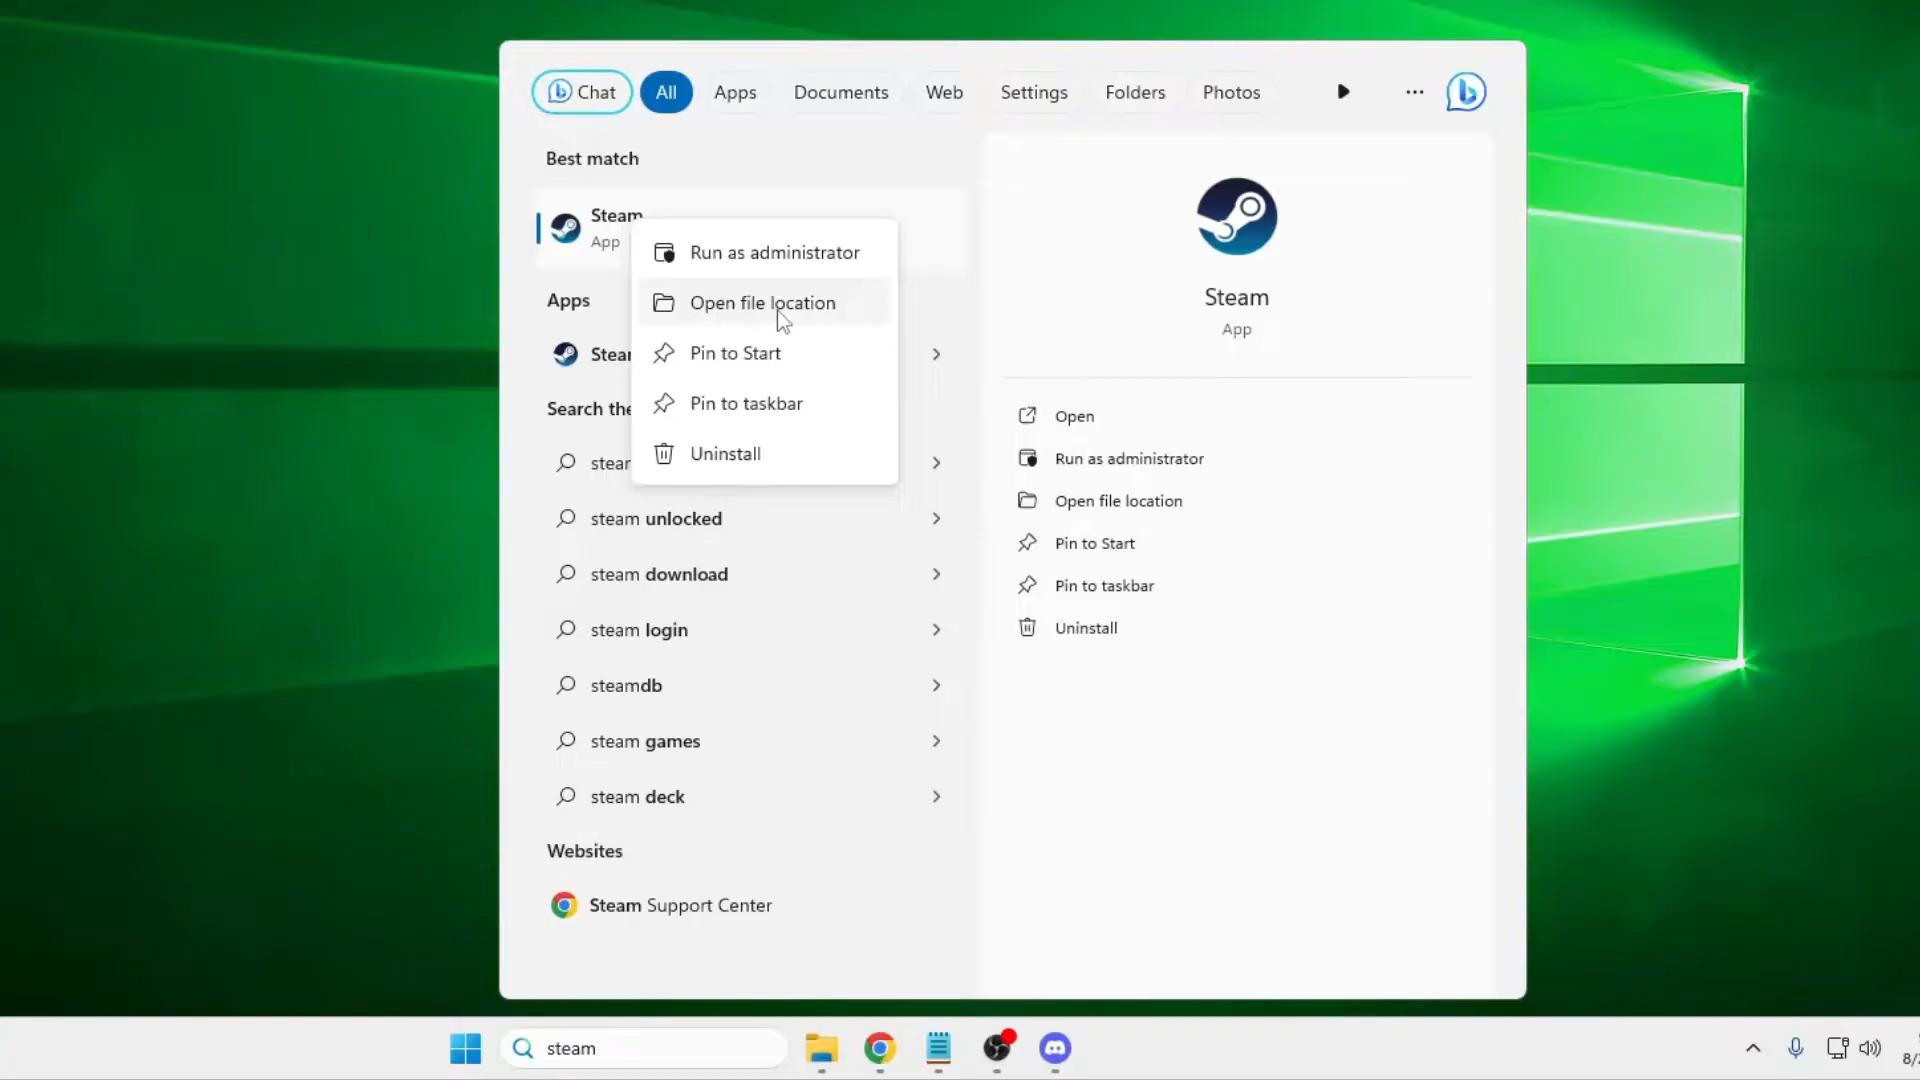 Chat All Apps Documents Web Settings Folders Photos
Best match
Steam
App
Run as administrator
Open file location
Pin to Start
Pin to taskbar
Uninstall
Apps
Search the
steam unlocked
steam download
steam login
steamdb
steam games
steam deck
Websites
Steam Support Center
Steam
App
Open
Run as administrator
Open file location
Pin to Start
Pin to taskbar
Uninstall
steam